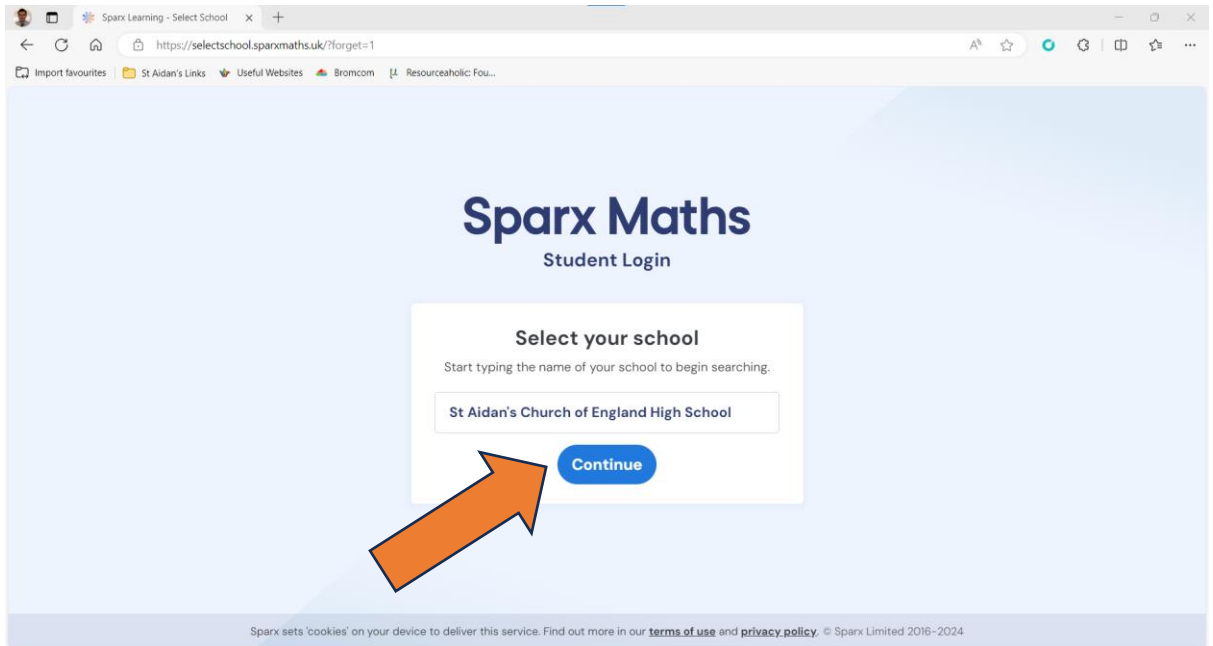 Sparx Learning - Select School
https://selectschool.sparxmaths.uk/?forget=1
Import favourites St Aidan's Links Useful Websites Bromcom Resourceaholic: Fou...
Sparx Maths
Student Login
Select your school
Start typing the name of your school to begin searching.
St Aidan's Church of England High School
Continue
Sparx sets 'cookies' on your device to deliver this service. Find out more in our terms of use and privacy policy. © Sparx Limited 2016-2024